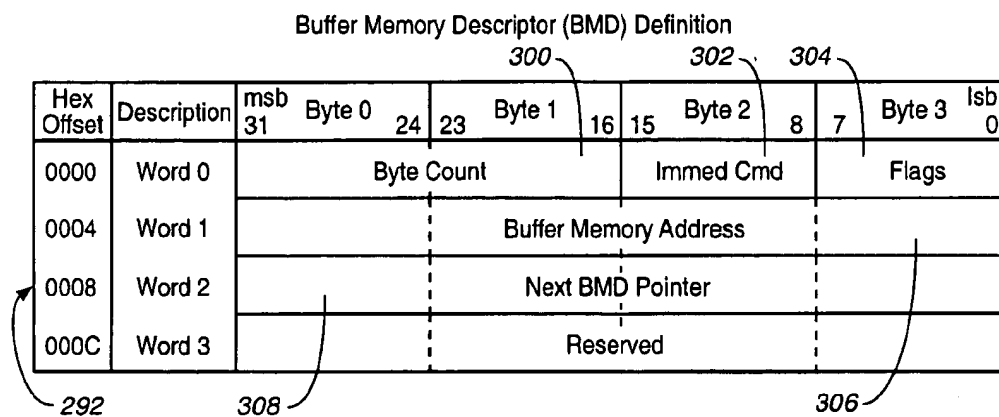 Buffer Memory Descriptor (BMD) Definition
300 302 304
Hex Offset Description msb 31 Byte 0 24 23 Byte 1 16 15 Byte 2 8 7 Byte 3 lsb 0
0000 Word 0 Byte Count Immed Cmd Flags
0004 Word 1 Buffer Memory Address
0008 Word 2 Next BMD Pointer
000C Word 3 Reserved
292 308 306